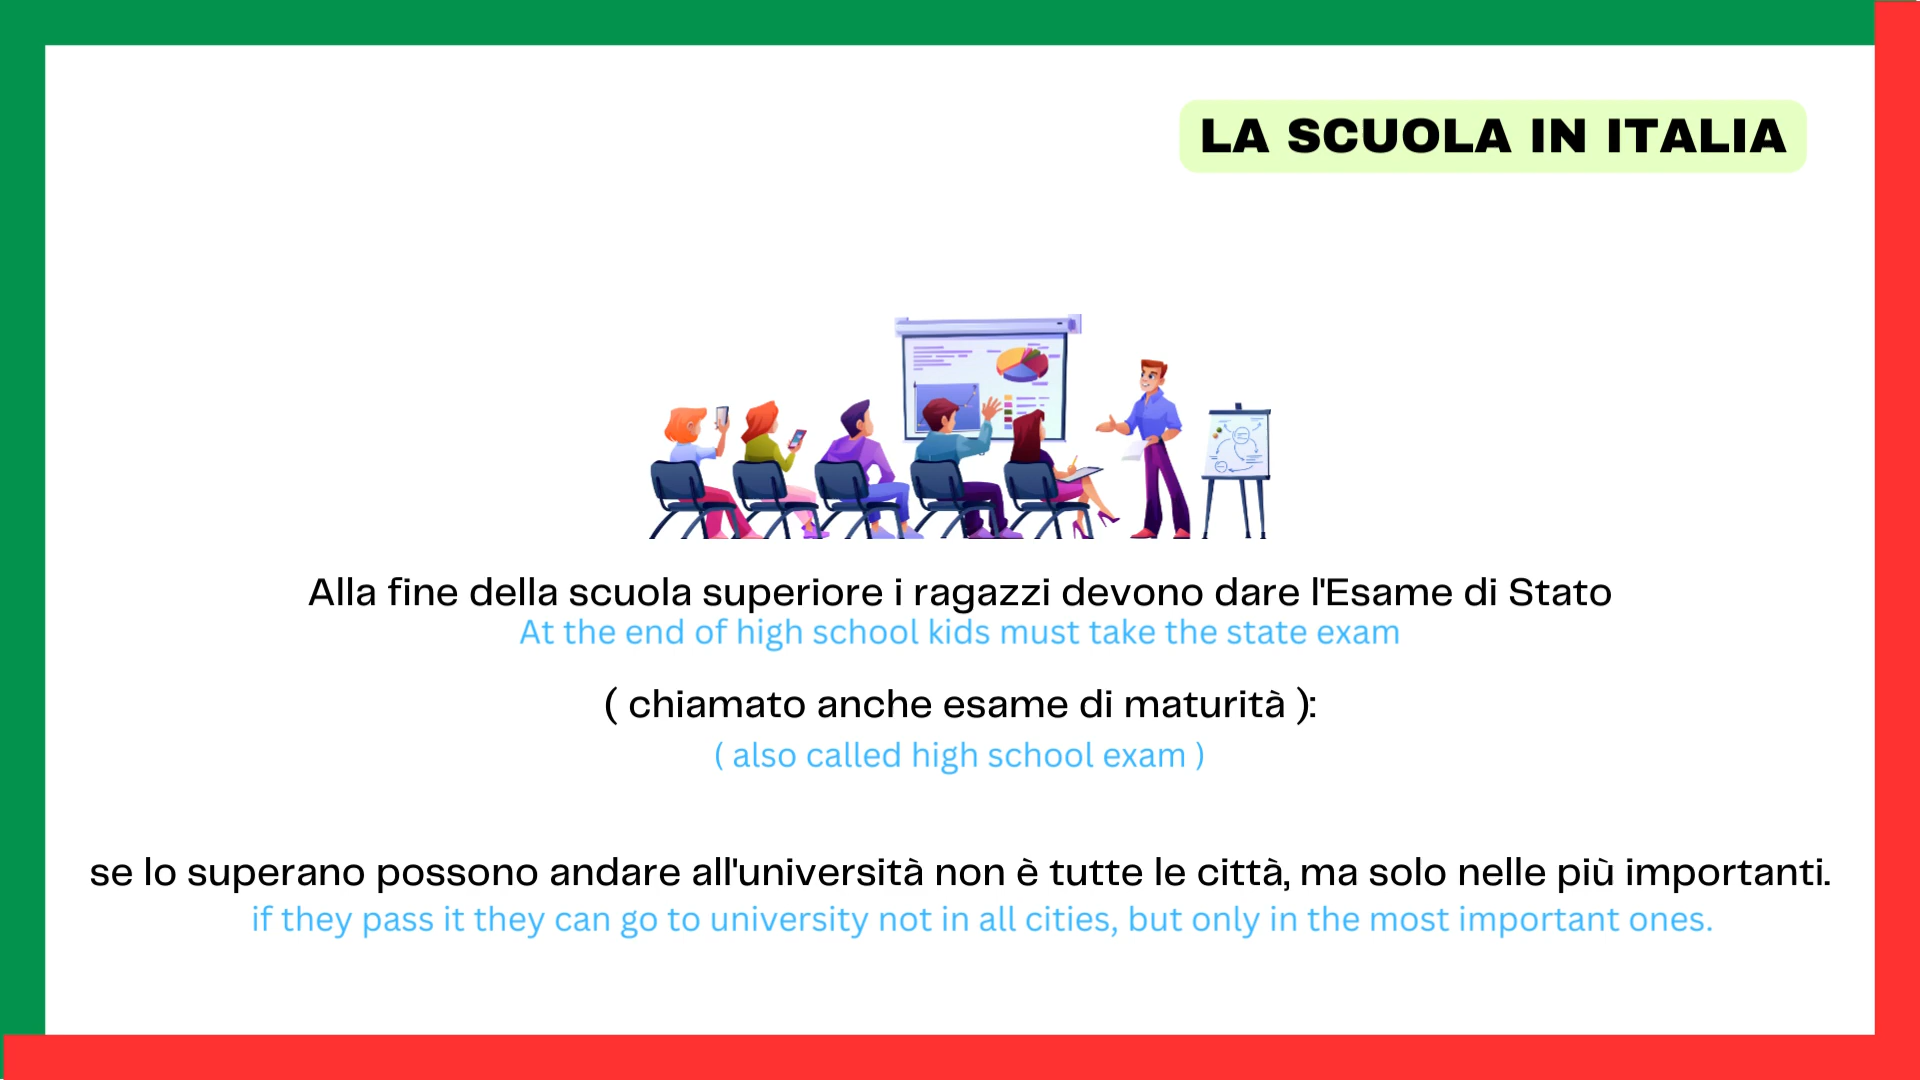 LA SCUOLA IN ITALIA
Alla fine della scuola superiore i ragazzi devono dare l'Esame di Stato
At the end of high school kids must take the state exam
( chiamato anche esame di maturità ):
( also called high school exam )
se lo superano possono andare all'università non è tutte le città, ma solo nelle più importanti.
if they pass it they can go to university not in all cities, but only in the most important ones.